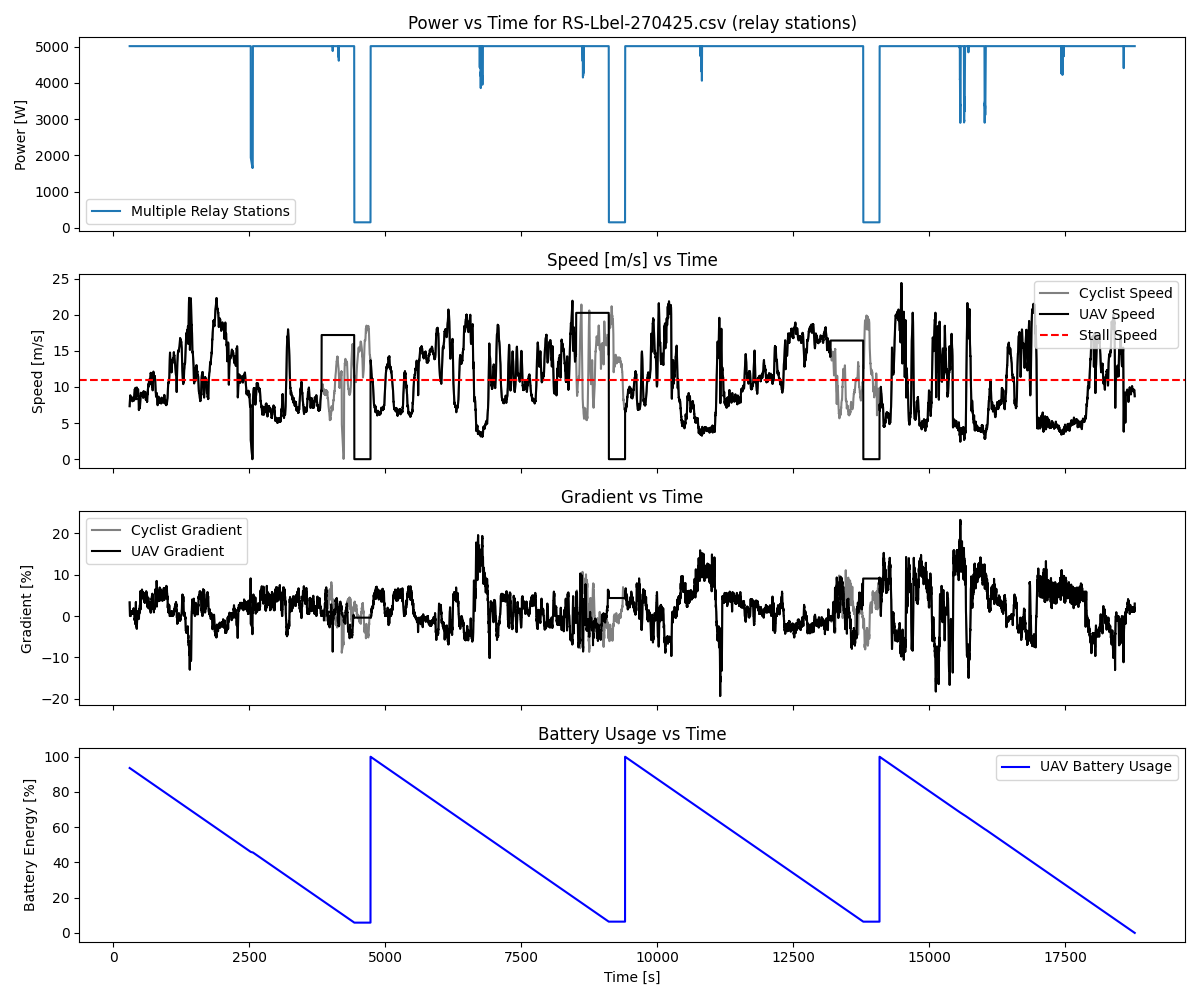 Power vs Time for RS-Lbel-270425.csv (relay stations)
Power [W]
5000
4000
3000
2000
1000
0
Multiple Relay Stations
Speed [m/s] vs Time
Speed [m/s]
25
20
15
10
5
0
Cyclist Speed
UAV Speed
Stall Speed
Gradient vs Time
Gradient [%]
20
10
0
−10
−20
Cyclist Gradient
UAV Gradient
Battery Usage vs Time
Battery Energy [%]
100
80
60
40
20
0
UAV Battery Usage
0 2500 5000 7500 10000 12500 15000 17500
Time [s]